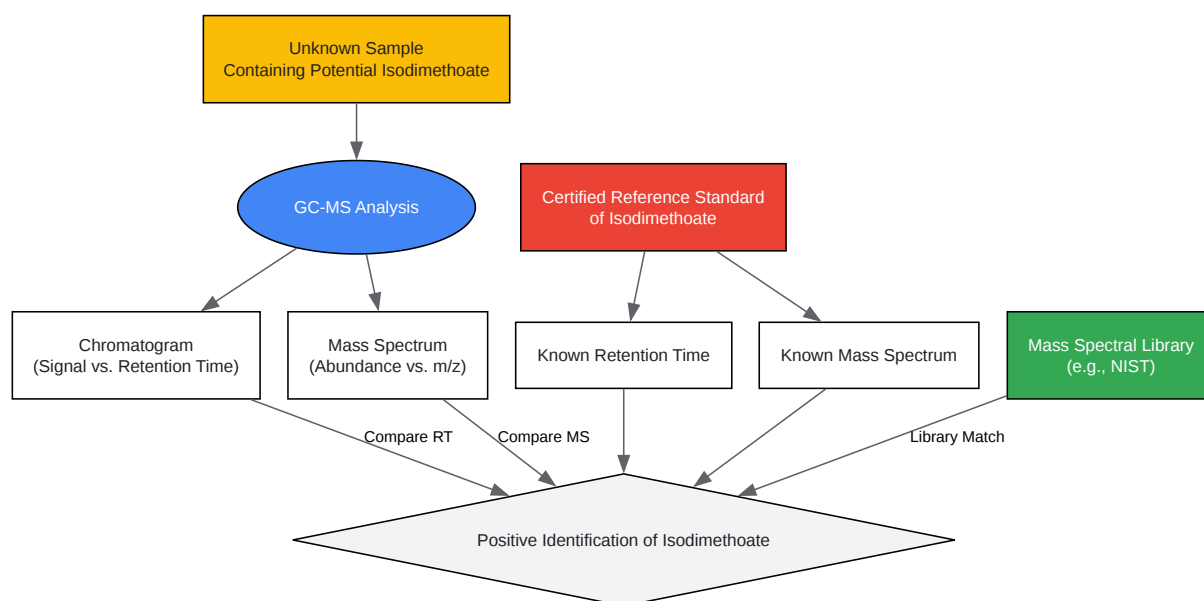 Unknown Sample
Containing Potential Isodimethoate
GC-MS Analysis
Certified Reference Standard
of Isodimethoate
Chromatogram
(Signal vs. Retention Time)
Mass Spectrum
(Abundance vs. m/z)
Known Retention Time
Known Mass Spectrum
Mass Spectral Library
(e.g., NIST)
Compare RT
Compare MS
Library Match
Positive Identification of Isodimethoate